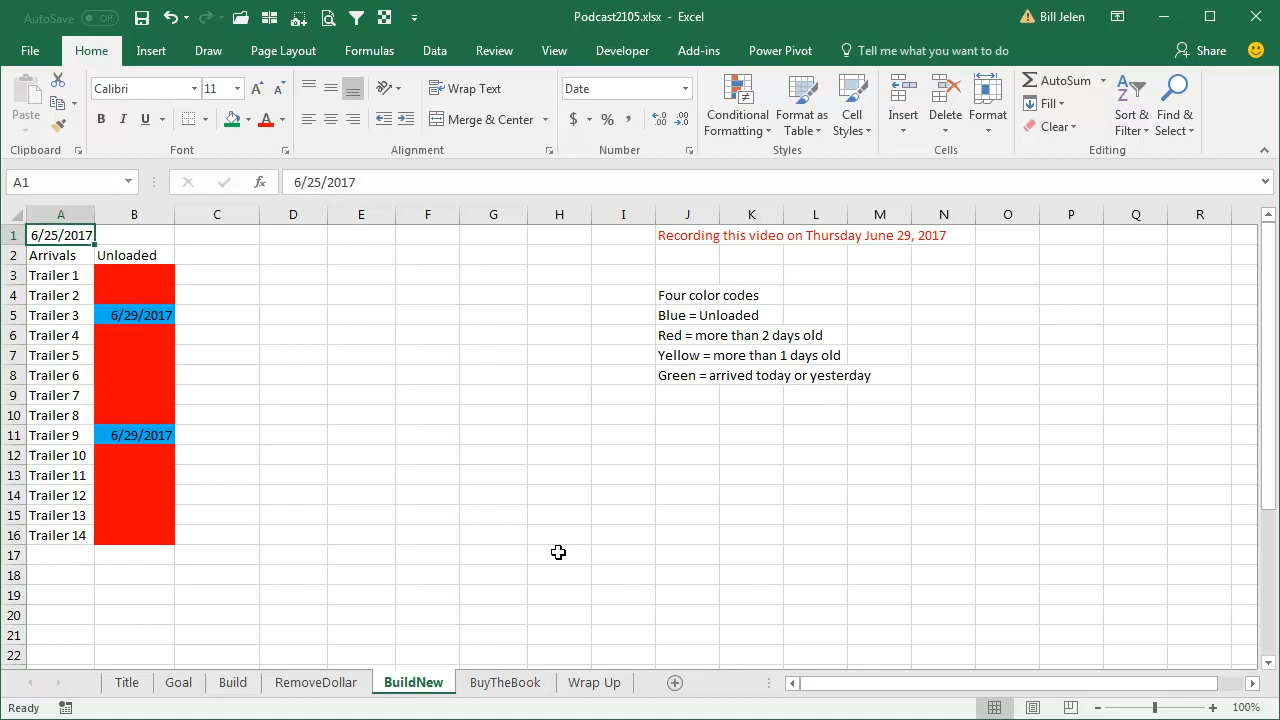 AutoSave Off
Podcast2105.xlsx - Excel
Bill Jelen
File Home Insert Draw Page Layout Formulas Data Review View Developer Add-ins Power Pivot Tell me what you want to do Share
Paste
Clipboard
Calibri 11
B I U
Font
Wrap Text
Merge & Center
Alignment
Date
$ % ,
Number
Conditional Formatting
Format as Table
Cell Styles
Styles
Insert Delete Format
Cells
AutoSum
Fill
Clear
Sort & Filter
Find & Select
Editing
A1 fx 6/25/2017
A B C D E F G H I J K L M N O P Q R
1 6/25/2017 Recording this video on Thursday June 29, 2017
2 Arrivals Unloaded
3 Trailer 1
4 Trailer 2 Four color codes
5 Trailer 3 6/29/2017 Blue = Unloaded
6 Trailer 4 Red = more than 2 days old
7 Trailer 5 Yellow = more than 1 days old
8 Trailer 6 Green = arrived today or yesterday
9 Trailer 7
10 Trailer 8
11 Trailer 9 6/29/2017
12 Trailer 10
13 Trailer 11
14 Trailer 12
15 Trailer 13
16 Trailer 14
17
18
19
20
21
22
Title Goal Build RemoveDollar BuildNew BuyTheBook Wrap Up
Ready 100%